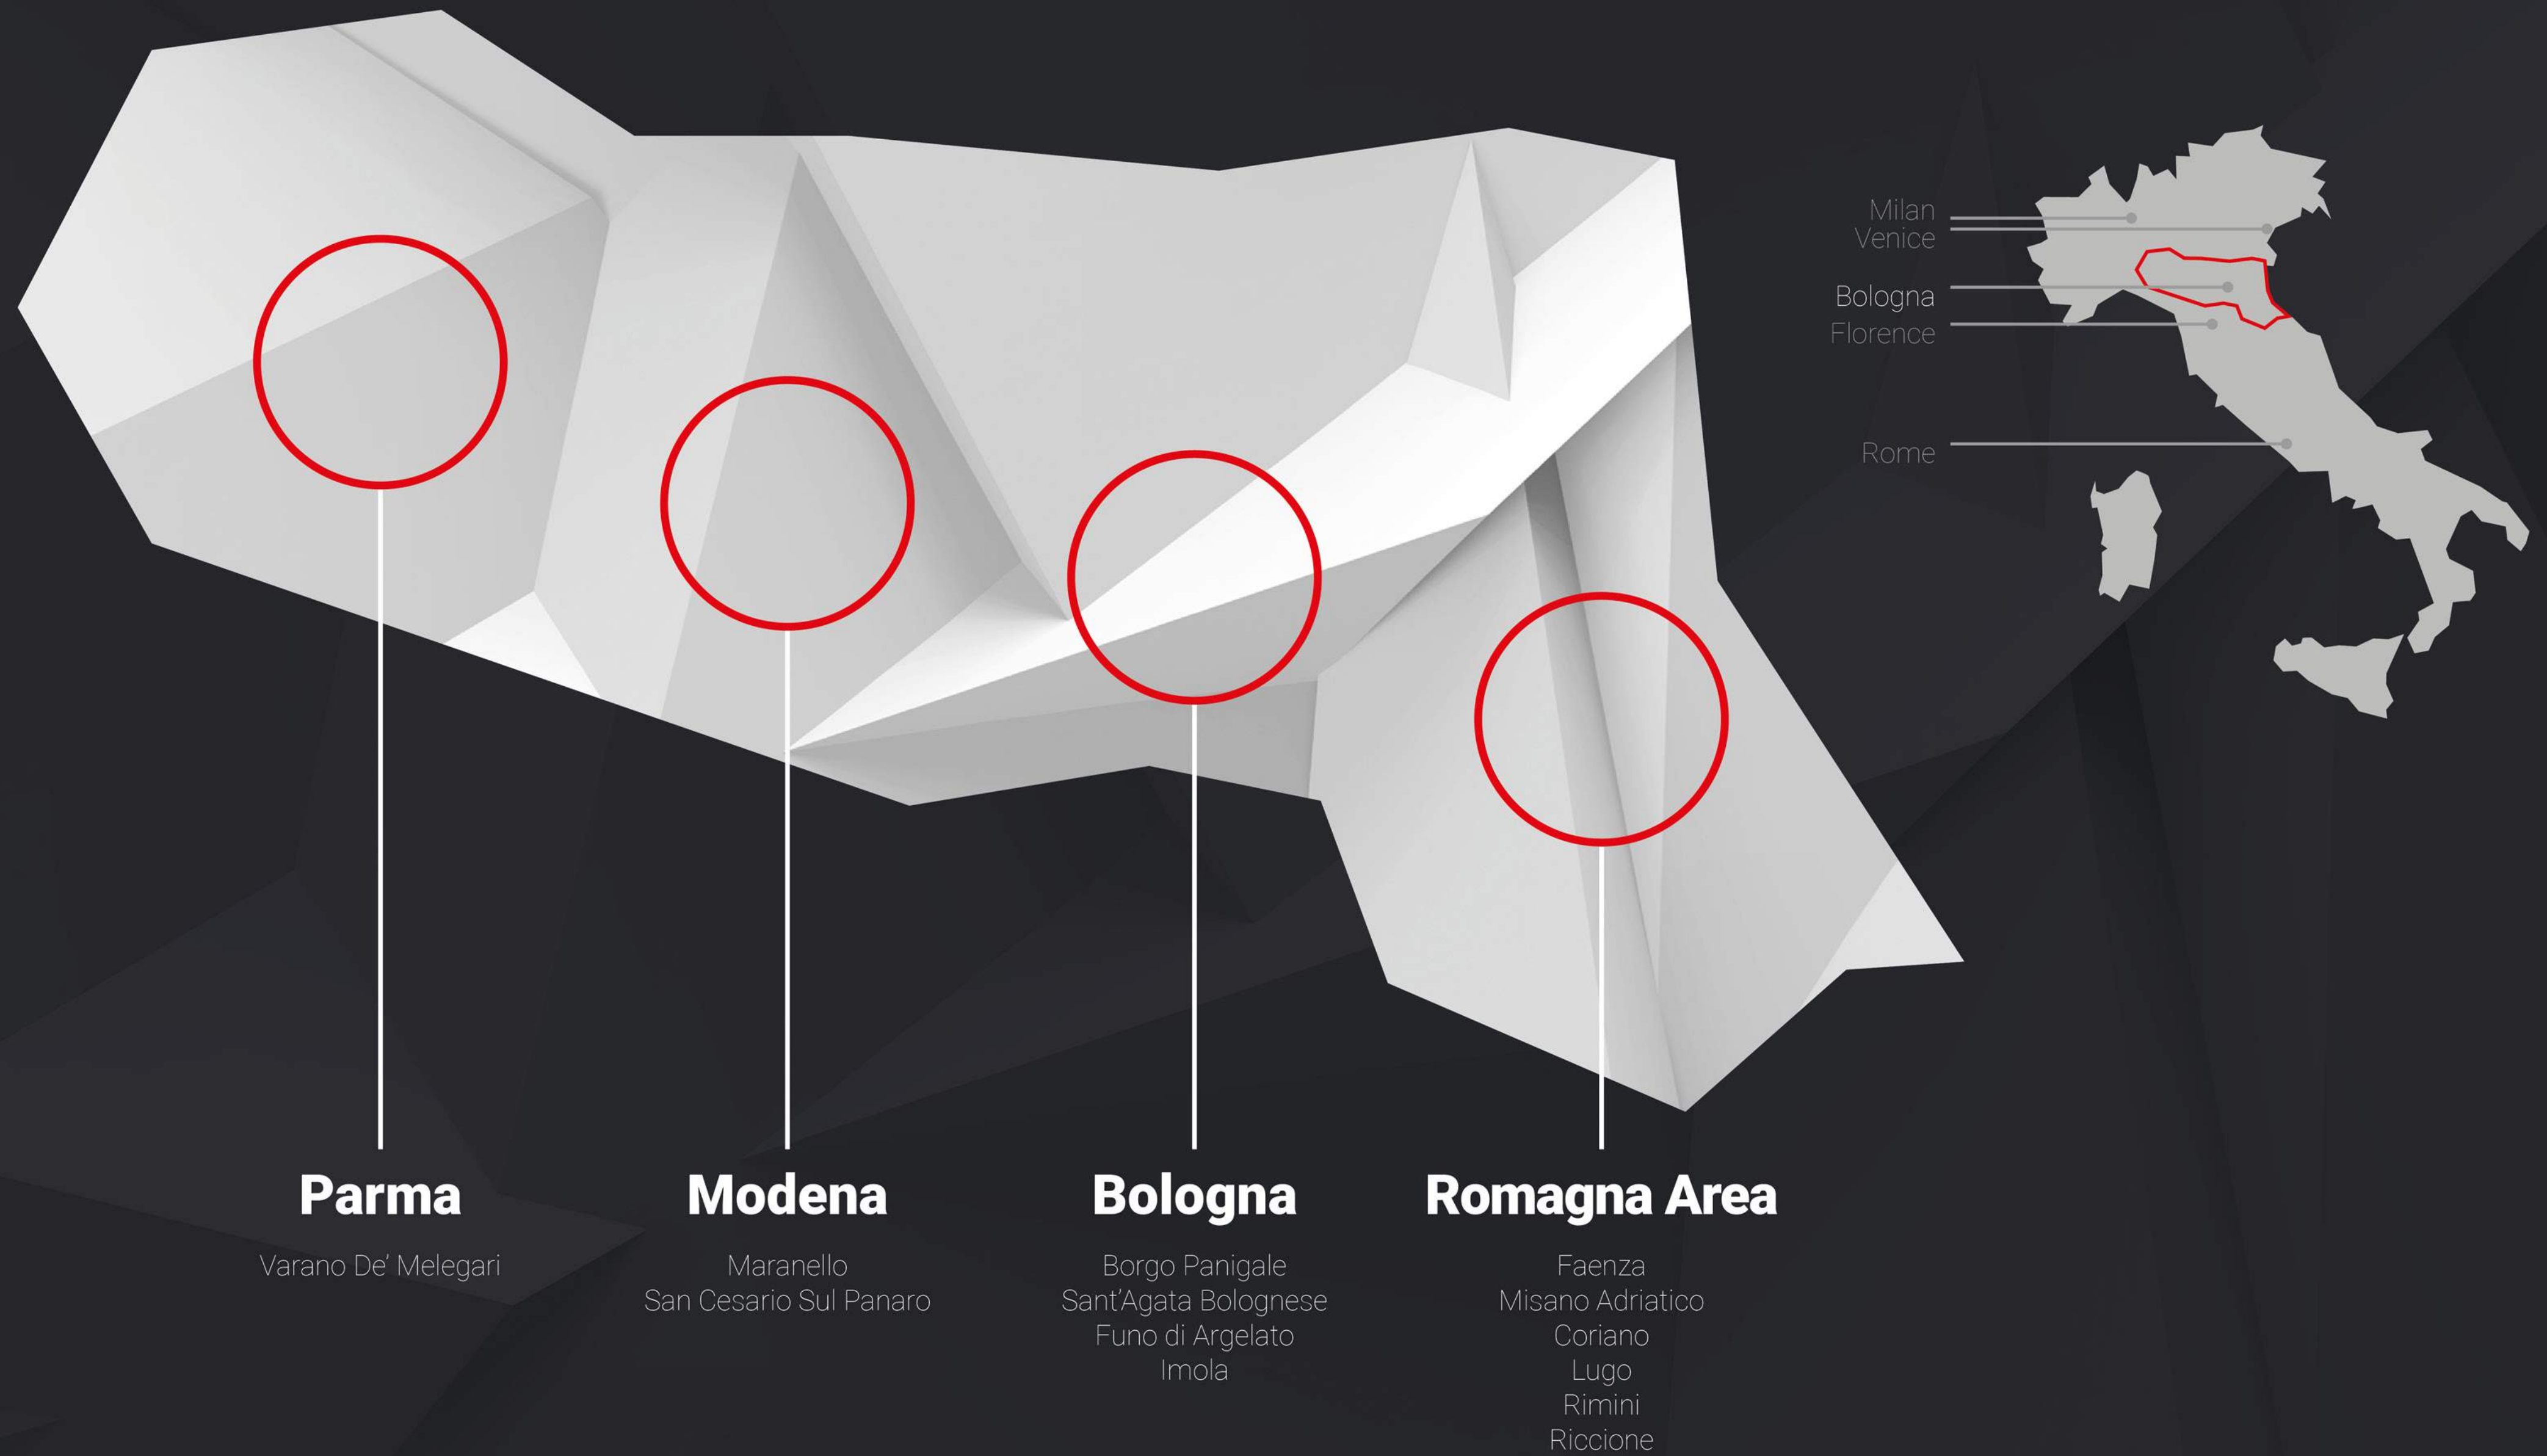 Milan
Venice
Bologna
Florence
Rome
Parma
Varano De’ Melegari
Modena
Maranello
San Cesario Sul Panaro
Bologna
Borgo Panigale
Sant’Agata Bolognese
Funo di Argelato
Imola
Romagna Area
Faenza
Misano Adriatico
Coriano
Lugo
Rimini
Riccione